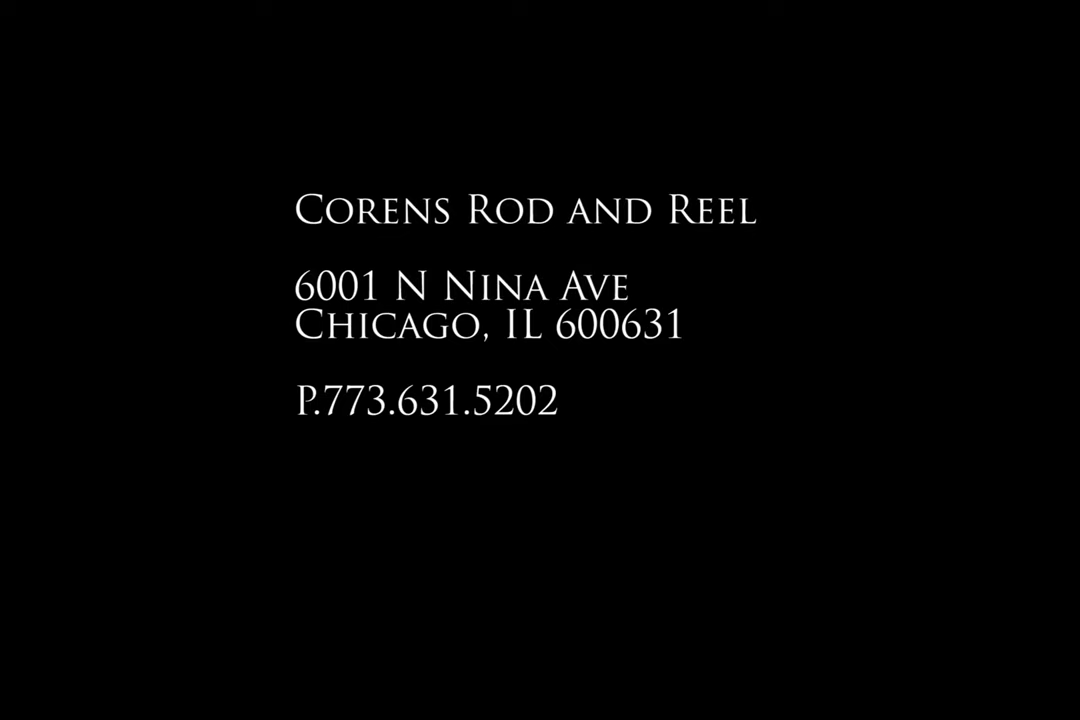 Corens Rod and Reel
6001 N Nina Ave
Chicago, IL 600631
P.773.631.5202